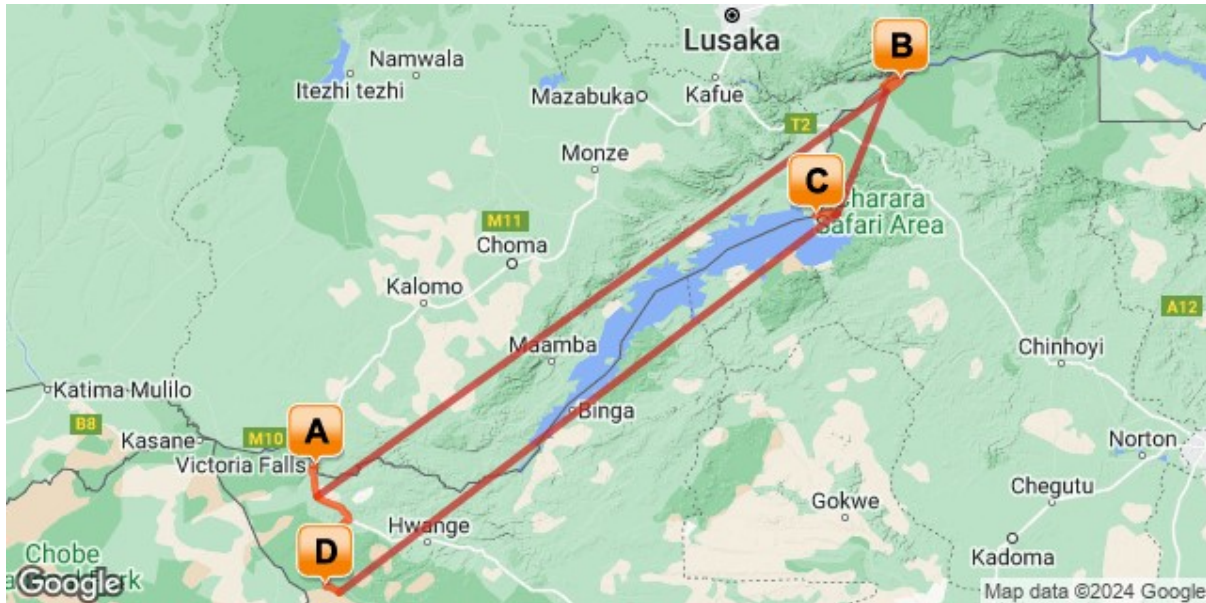 Lusaka
B
Namwala
Itezhi tezhi
Mazabuka
Kafue
T2
Monze
C
Charara
Safari Area
M11
Choma
Kalomo
A12
Maamba
Chinhoyi
Katima Mulilo
Binga
B8
A
Kasane
M10
Victoria Falls
Norton
Gokwe
Chegutu
D
Hwange
Kadoma
Chobe
Google
Map data ©2024 Google